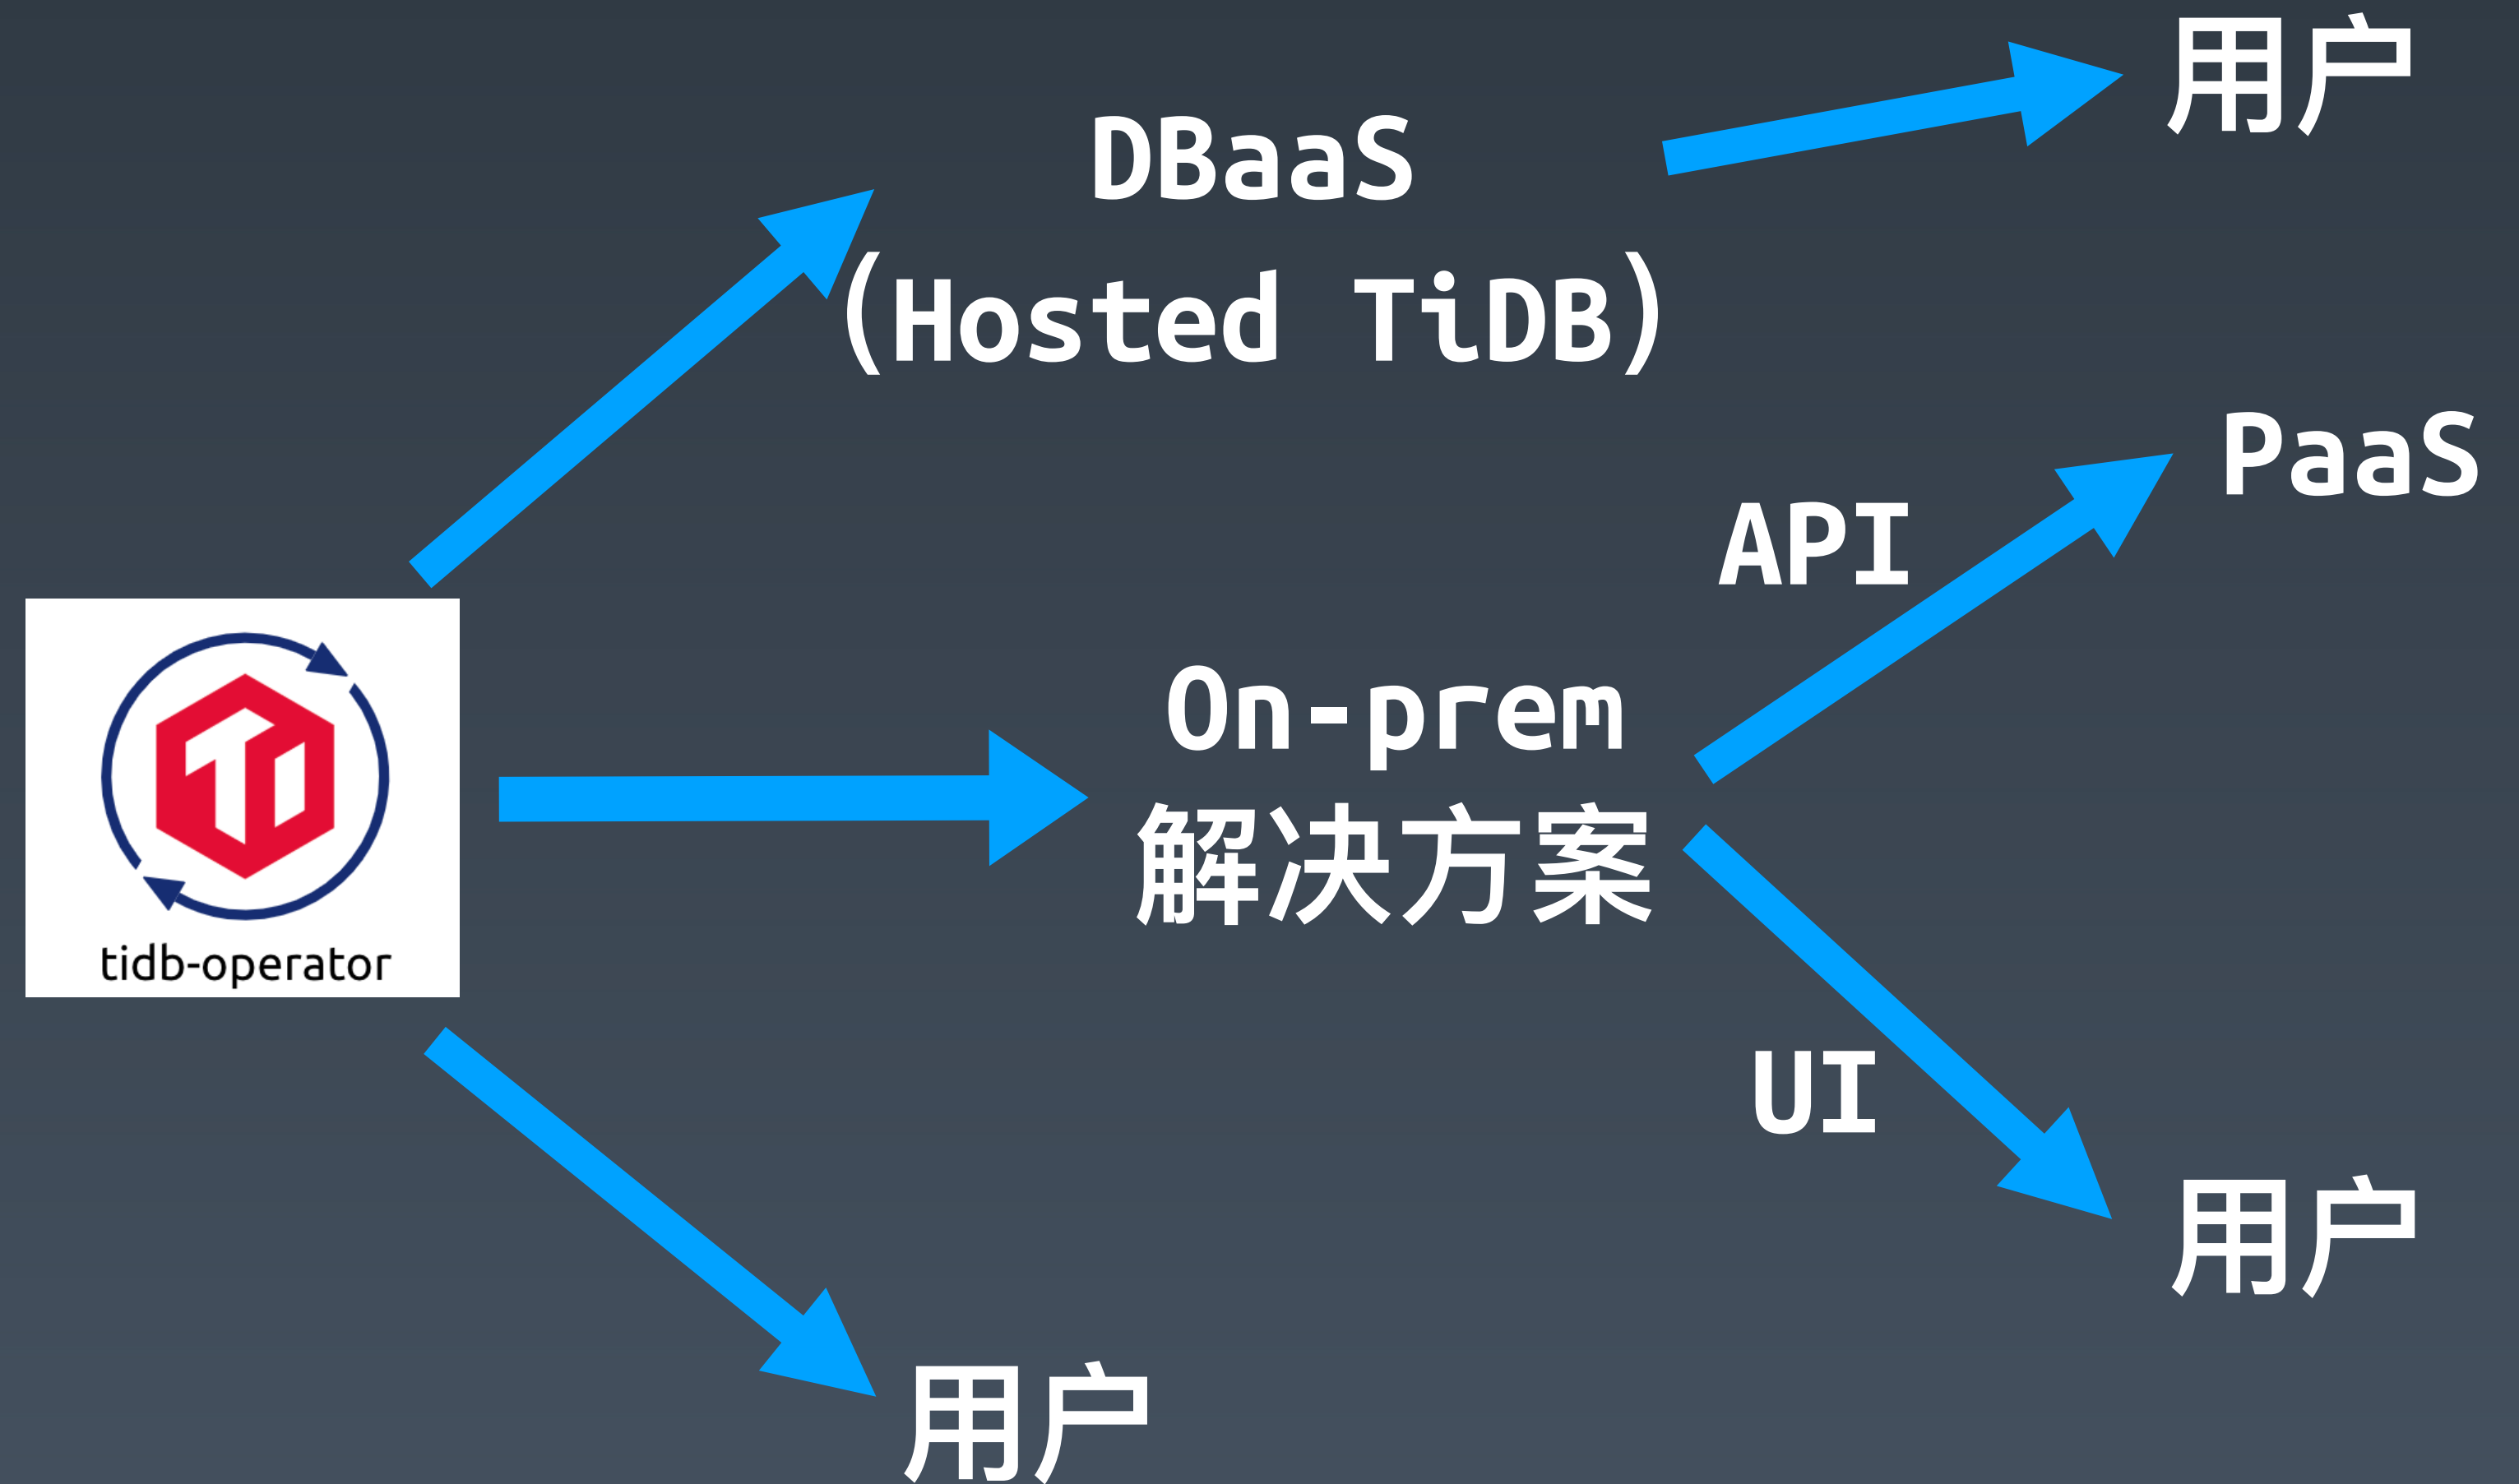 用户
DBaaS
(Hosted TiDB)
PaaS
API
On-prem
解决方案
tidb-operator
UI
用户
用户